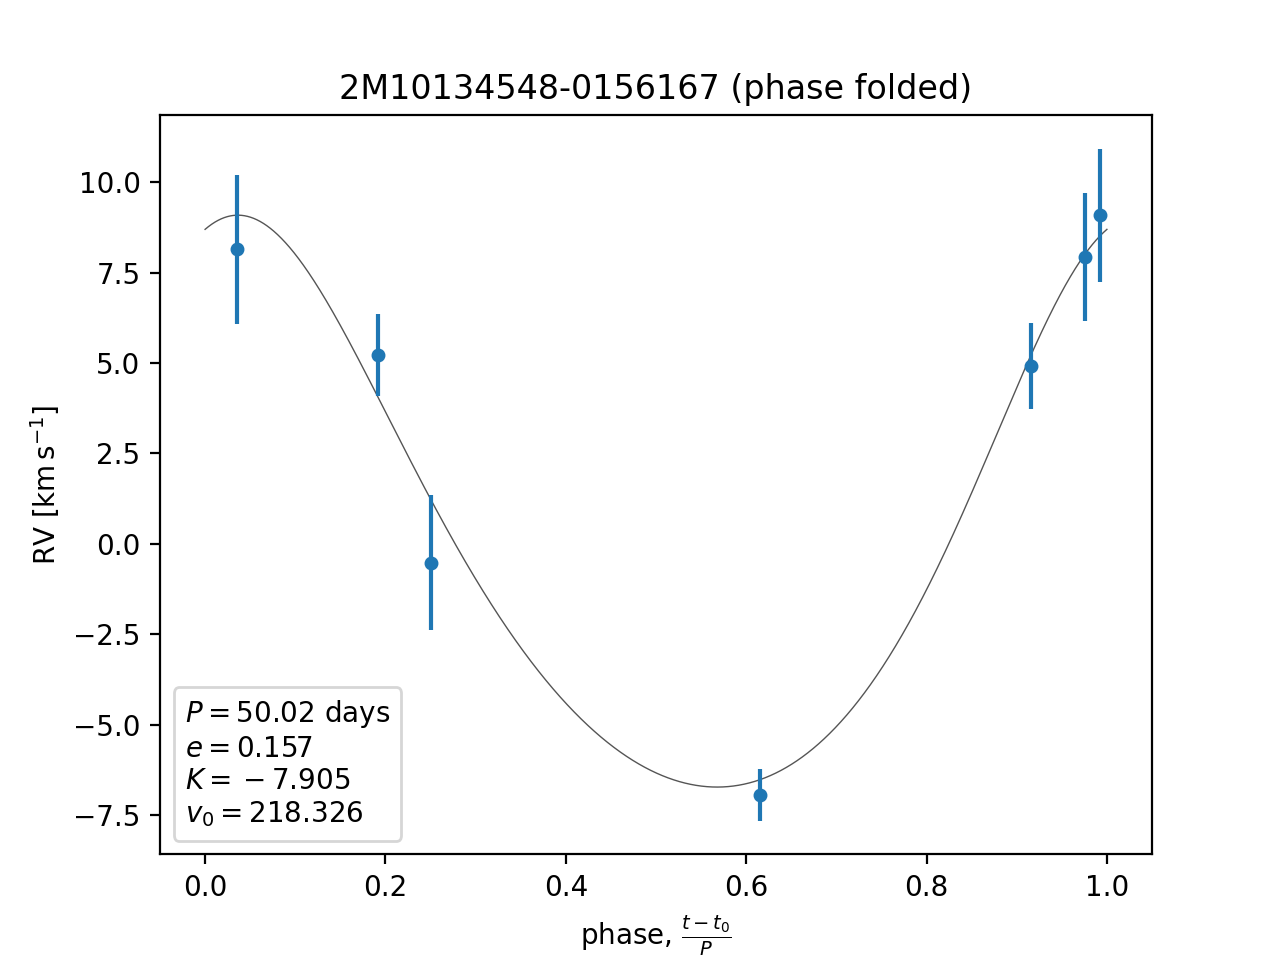 2M10134548-0156167 (phase folded)
RV [km s⁻¹]
10.0
7.5
5.0
2.5
0.0
−2.5
−5.0
−7.5
P = 50.02 days
e = 0.157
K = −7.905
v₀ = 218.326
0.0 0.2 0.4 0.6 0.8 1.0
phase, (t − t₀)/P